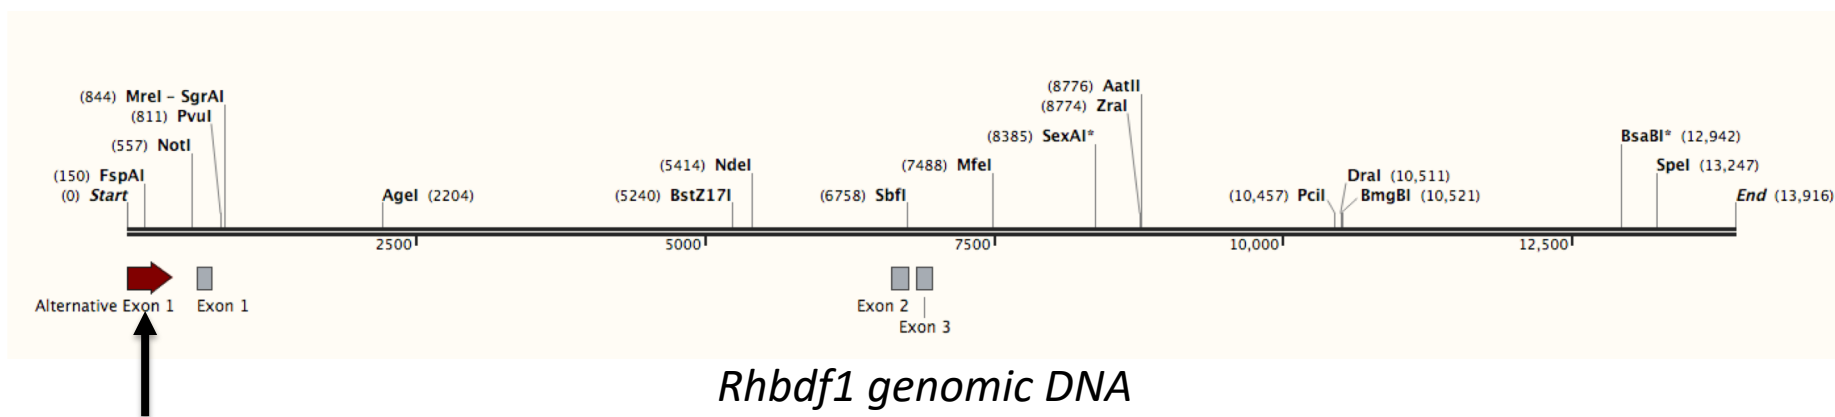 (8776) AatII
(844) MreI - SgrAI
(8774) ZraI
(811) PvuI
(8385) SexAI*
BsaBI* (12,942)
(557) NotI
(5414) NdeI
(7488) MfeI
SpeI (13,247)
(150) FspAI
DraI (10,511)
(0) Start
AgeI (2204)
(5240) BstZ17I
(6758) SbfI
(10,457) PciI
BmgBI (10,521)
End (13,916)
2500
5000
7500
10,000
12,500
Alternative Exon 1
Exon 1
Exon 2
Exon 3
Rhbdf1 genomic DNA